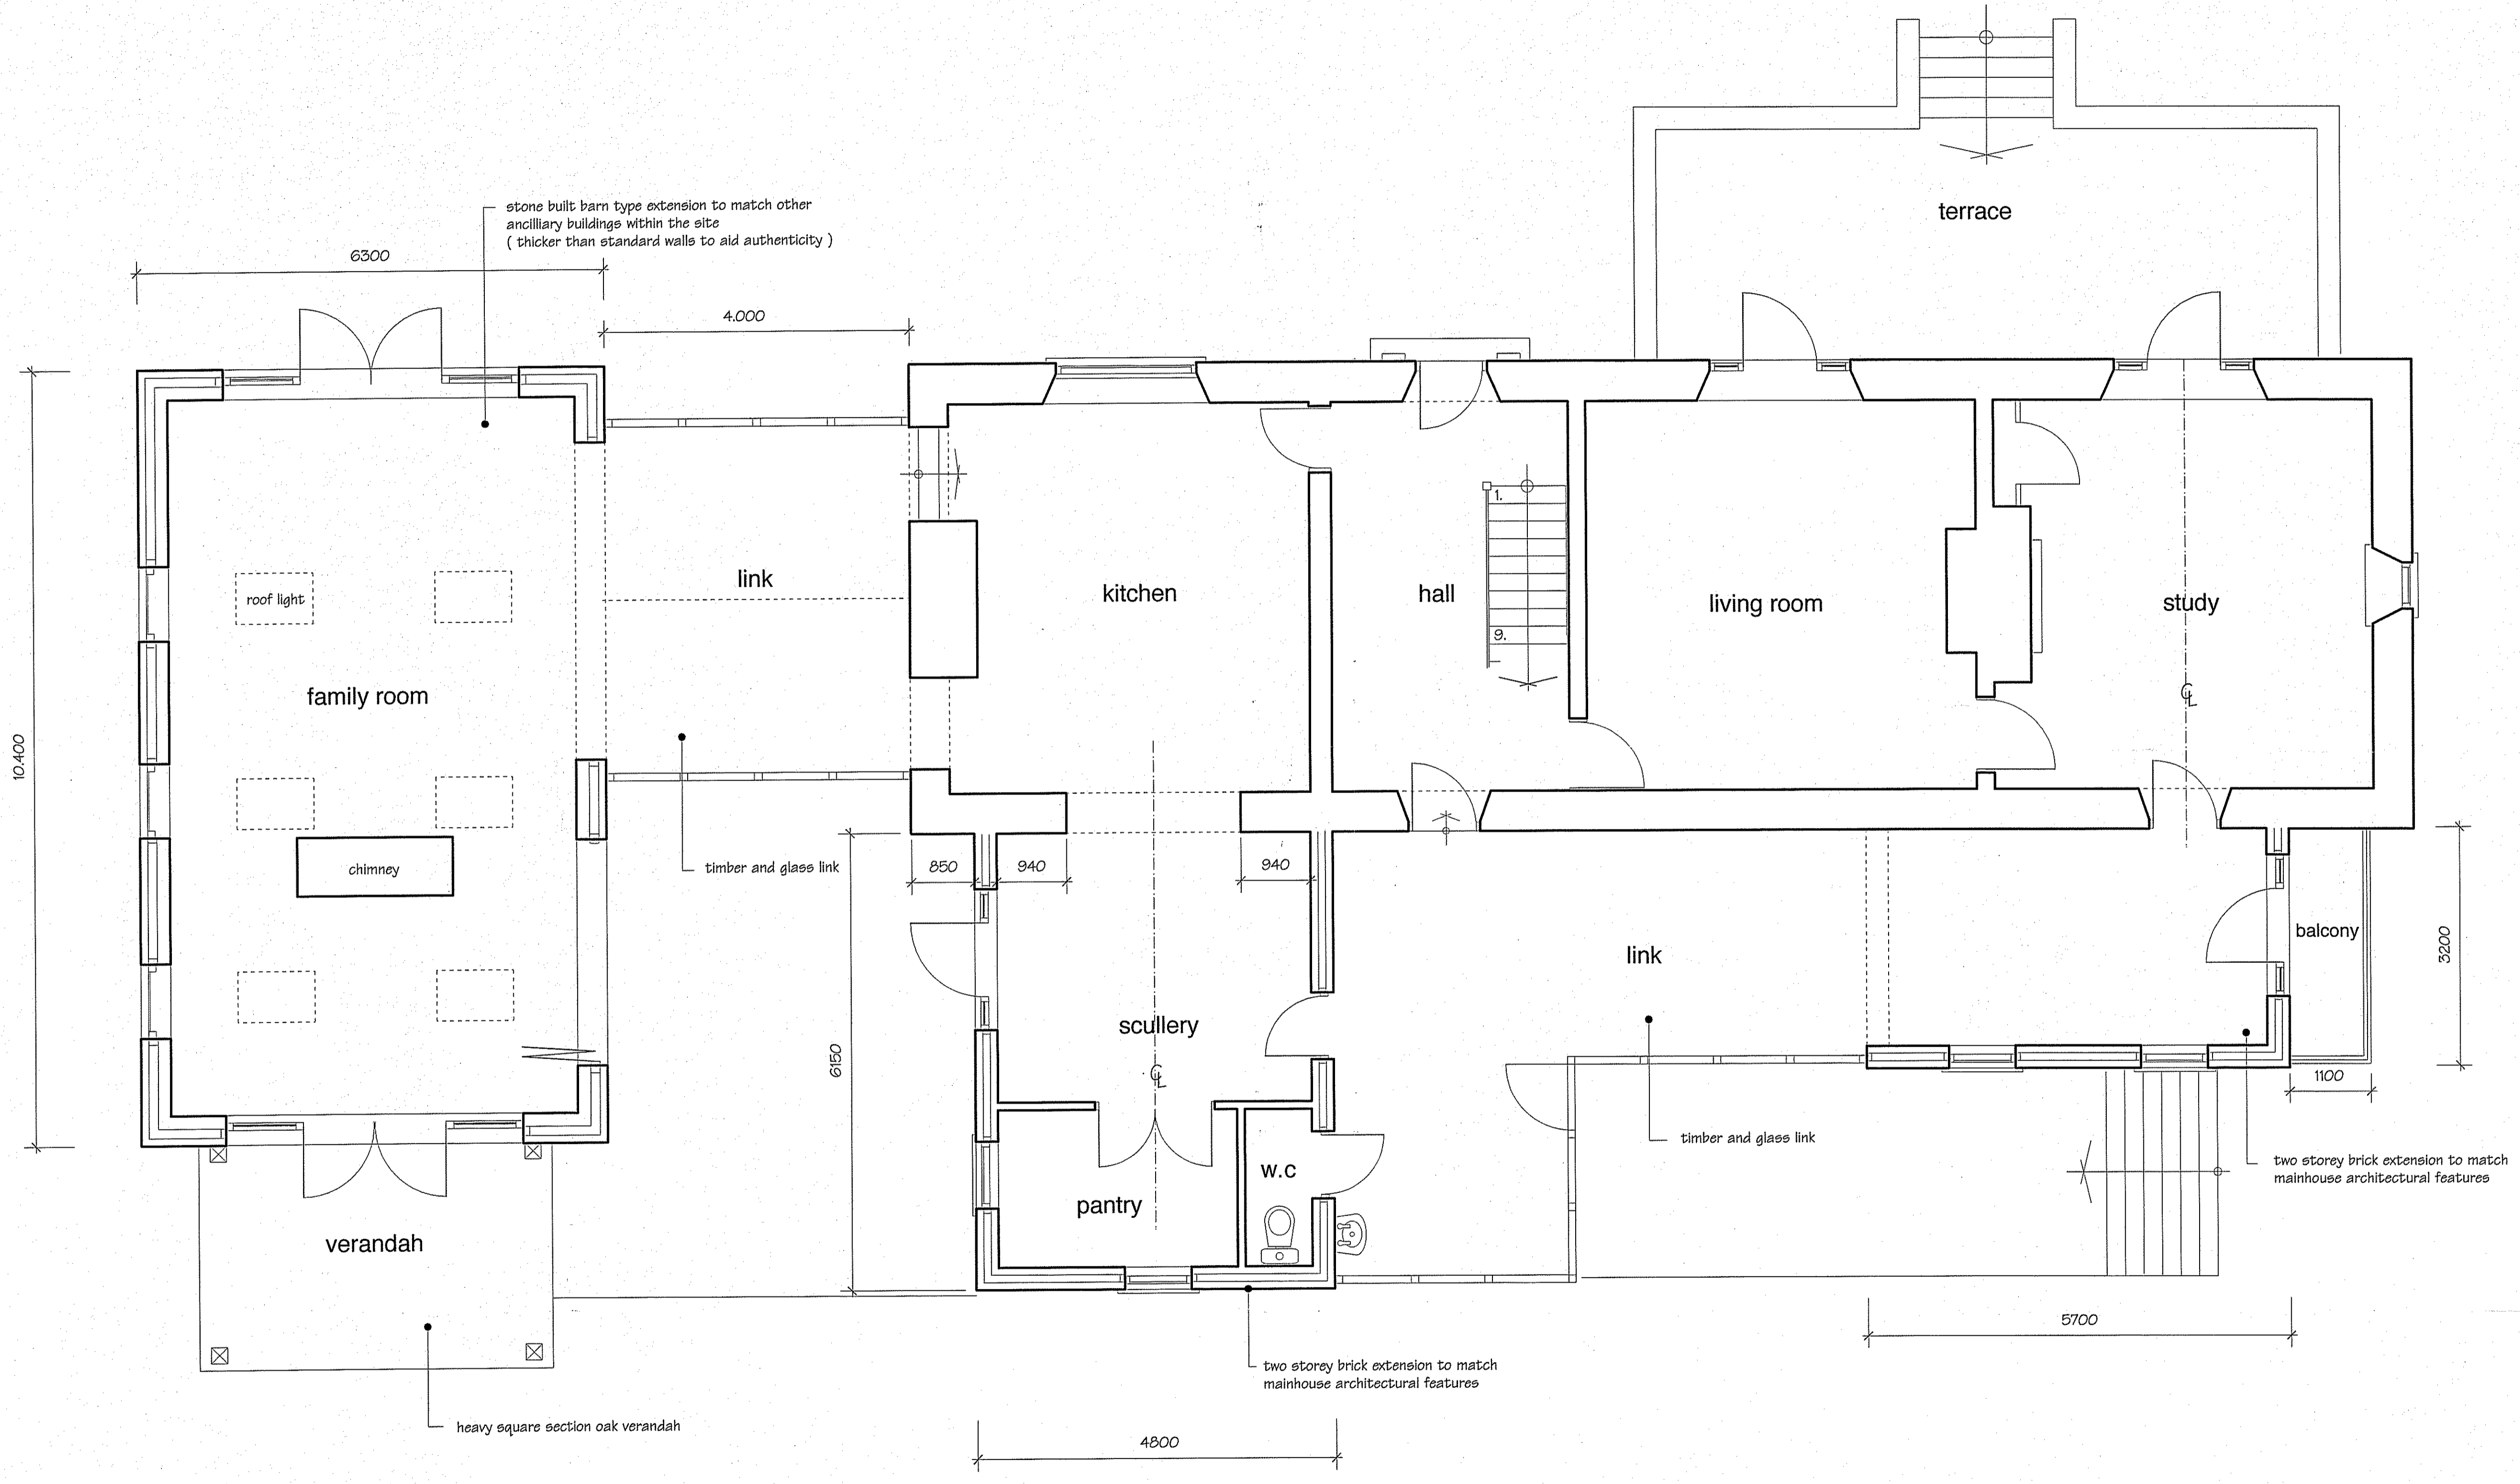 terrace
stone built barn type extension to match other
ancilliary buildings within the site
( thicker than standard walls to aid authenticity )
6300
4.000
link
kitchen
hall
1.
9.
living room
study
CL
roof light
family room
10.400
chimney
timber and glass link
850
940
940
6150
scullery
CL
link
balcony
3200
1100
timber and glass link
two storey brick extension to match
mainhouse architectural features
w.c
pantry
verandah
5700
two storey brick extension to match
mainhouse architectural features
heavy square section oak verandah
4800